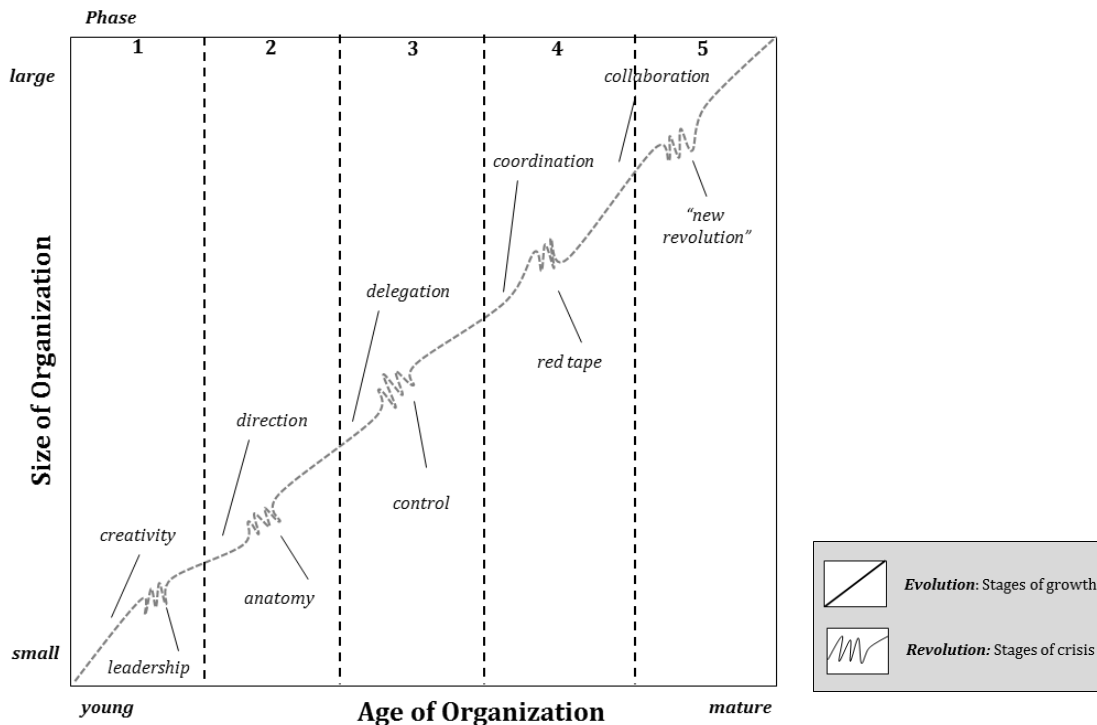 Phase
1 2 3 4 5
large
collaboration
coordination
"new
revolution"
delegation
red tape
direction
control
creativity
anatomy
small
leadership
young
mature
Age of Organization
Size of Organization
Evolution: Stages of growth
Revolution: Stages of crisis